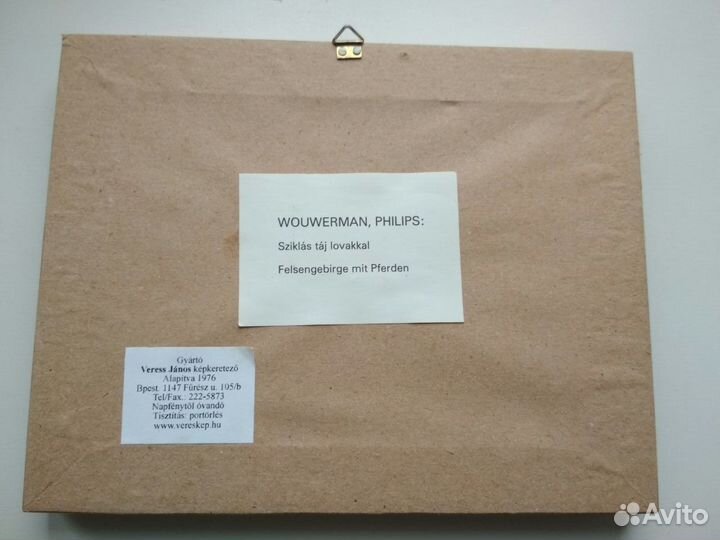 WOUWERMAN, PHILIPS:
Sziklás táj lovakkal
Felsengebirge mit Pferden
Gyártó
Veress János képkeretező
Alapítva 1976
Bpest. 1147 Fűrész u. 105/b
Tel/Fax.: 222-5873
Napfénytől óvandó
Tisztítás: portörlés
www.vereskep.hu
Avito